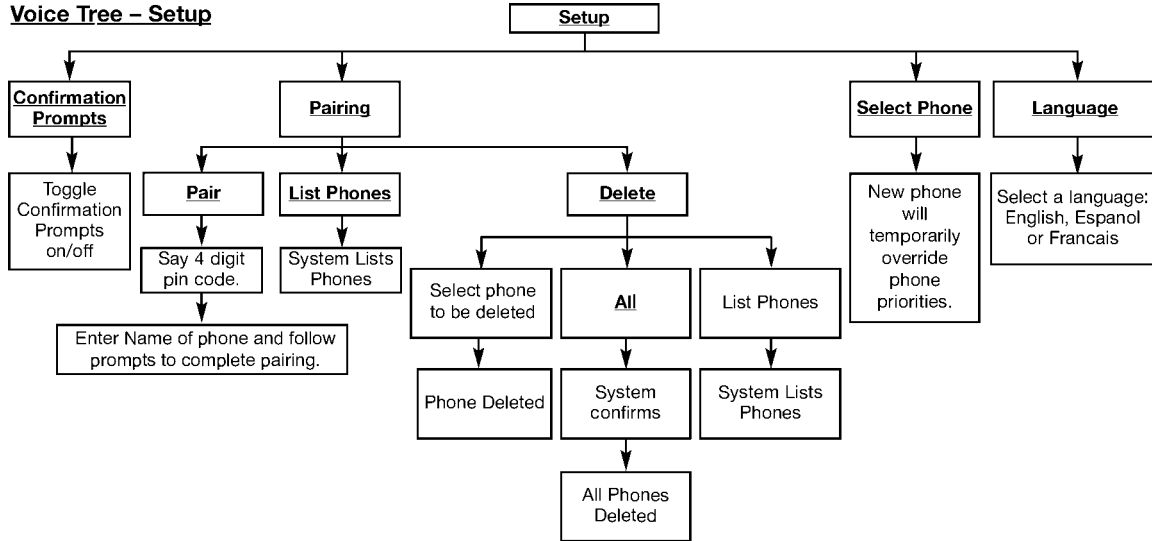 Voice Tree – Setup
Setup
Confirmation
Prompts
Pairing
Select Phone
Language
Toggle
Confirmation
Prompts
on/off
Pair
List Phones
Delete
New phone
will
temporarily
override
phone
priorities.
Select a language:
English, Espanol
or Francais
Say 4 digit
pin code.
System Lists
Phones
Enter Name of phone and follow
prompts to complete pairing.
Select phone
to be deleted
All
List Phones
Phone Deleted
System
confirms
System Lists
Phones
All Phones
Deleted